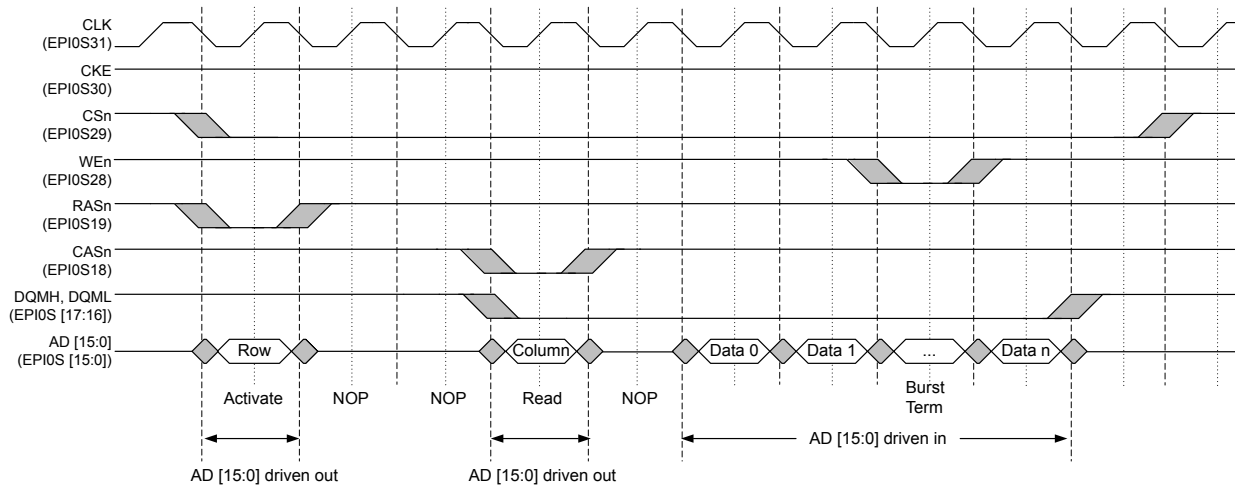 CLK
(EPI0S31)
CKE
(EPI0S30)
CSn
(EPI0S29)
WEn
(EPI0S28)
RASn
(EPI0S19)
CASn
(EPI0S18)
DQMH, DQML
(EPI0S [17:16])
AD [15:0]
(EPI0S [15:0])
Row
Column
Data 0
Data 1
...
Data n
Activate
NOP
NOP
Read
NOP
Burst
Term
AD [15:0] driven in
AD [15:0] driven out
AD [15:0] driven out